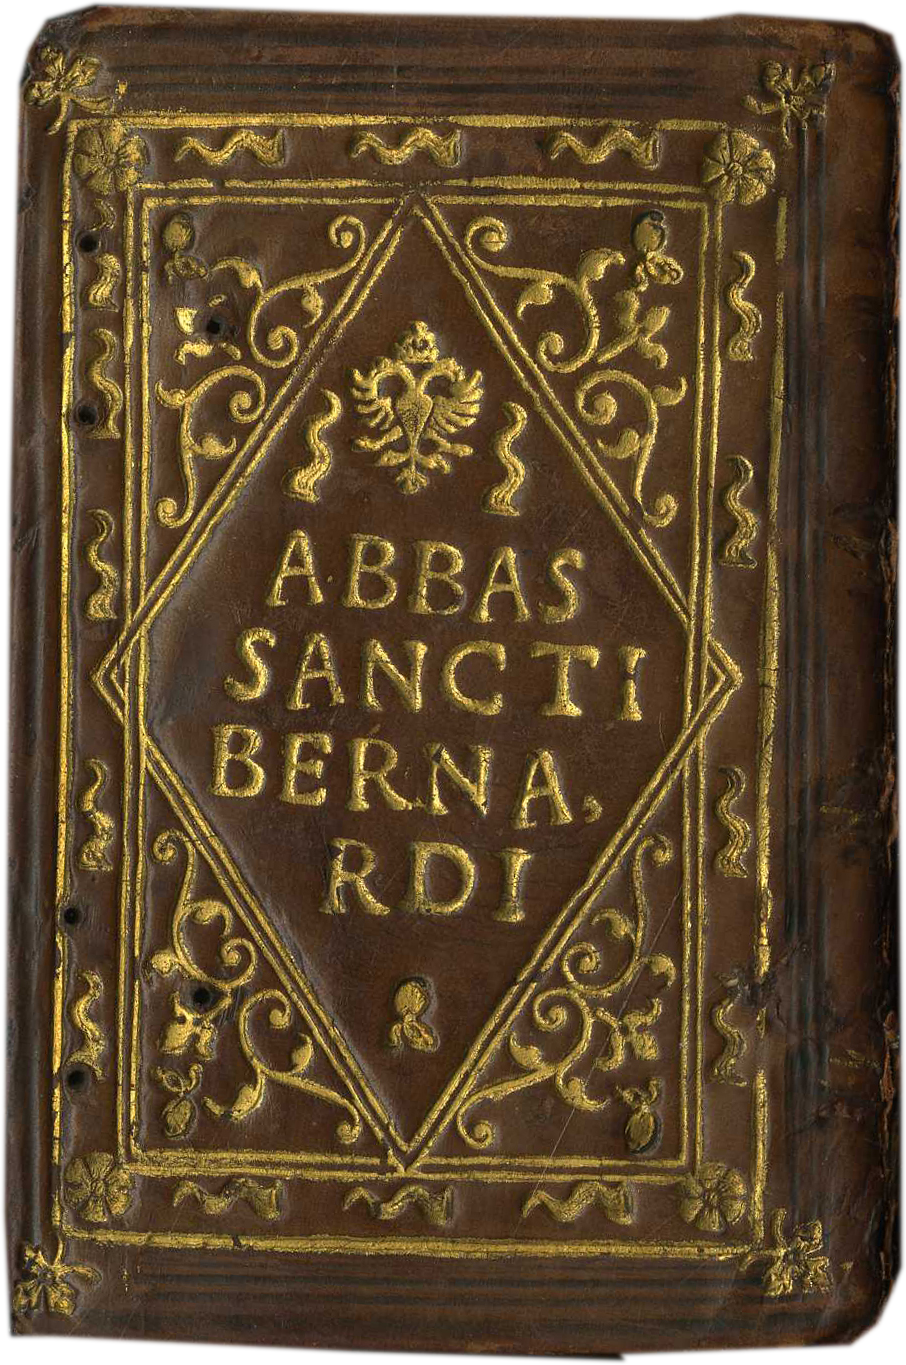 ABBAS
SANCTI
BERNA,
RDI